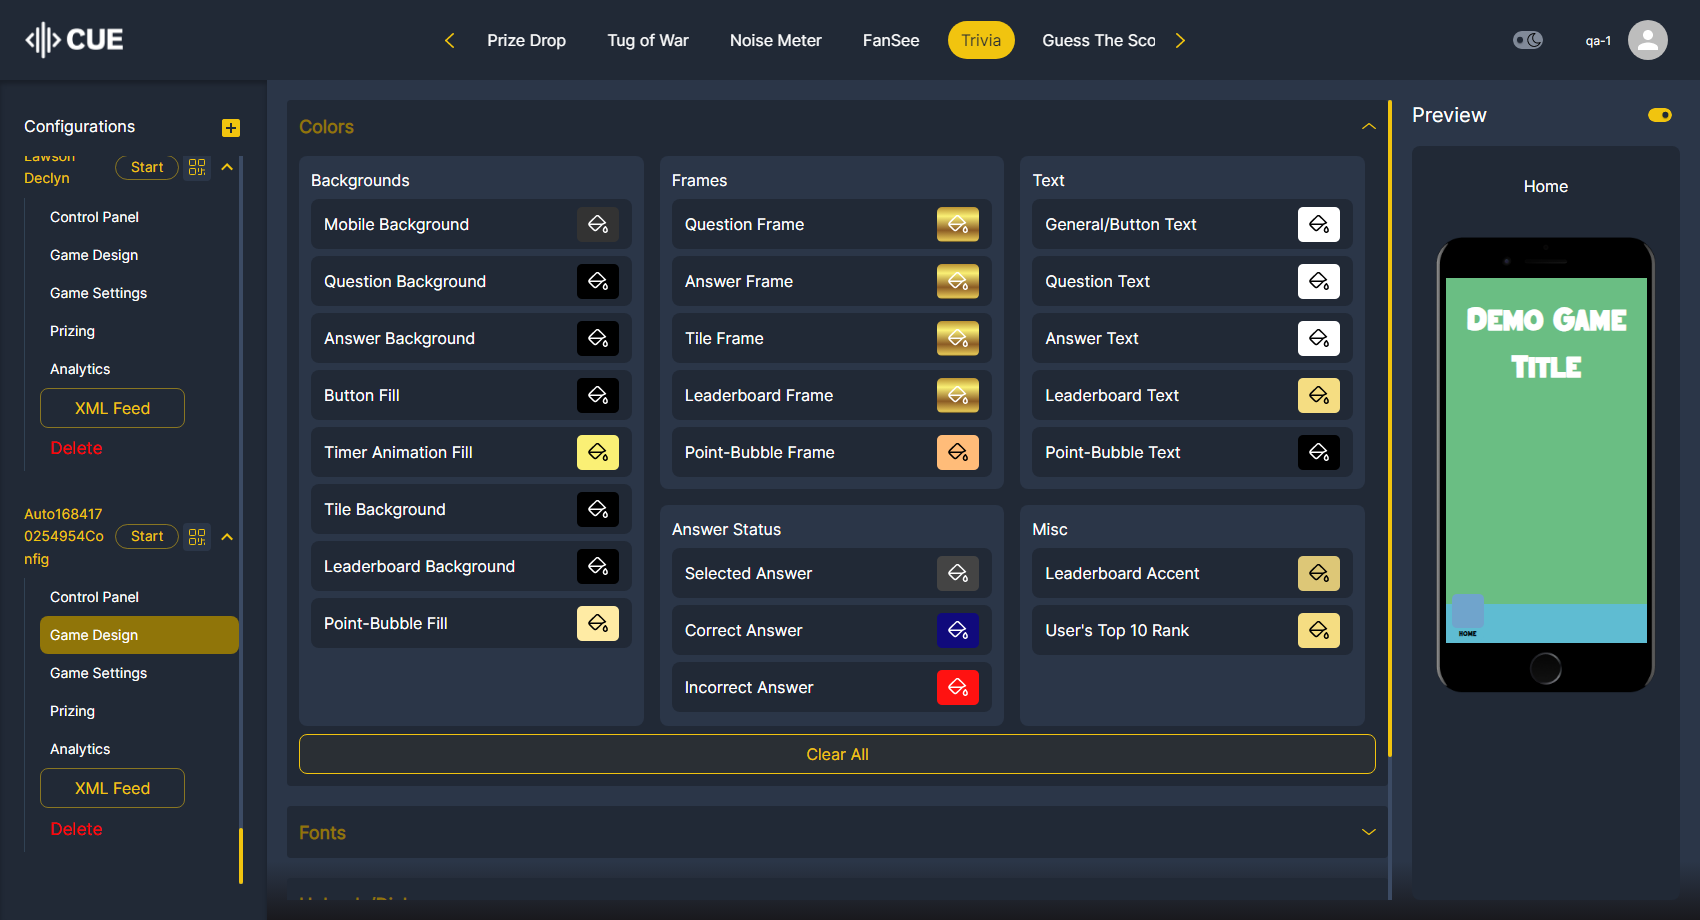 CUE
Prize Drop
Tug of War
Noise Meter
FanSee
Trivia
Guess The Sco
qa-1
Configurations
Lawson
Declyn
Start
Control Panel
Game Design
Game Settings
Prizing
Analytics
XML Feed
Delete
Auto168417
0254954Co
nfig
Start
Control Panel
Game Design
Game Settings
Prizing
Analytics
XML Feed
Delete
Colors
Backgrounds
Mobile Background
Question Background
Answer Background
Button Fill
Timer Animation Fill
Tile Background
Leaderboard Background
Point-Bubble Fill
Frames
Question Frame
Answer Frame
Tile Frame
Leaderboard Frame
Point-Bubble Frame
Text
General/Button Text
Question Text
Answer Text
Leaderboard Text
Point-Bubble Text
Answer Status
Selected Answer
Correct Answer
Incorrect Answer
Misc
Leaderboard Accent
User's Top 10 Rank
Clear All
Fonts
Preview
Home
Demo Game
Title
HOME